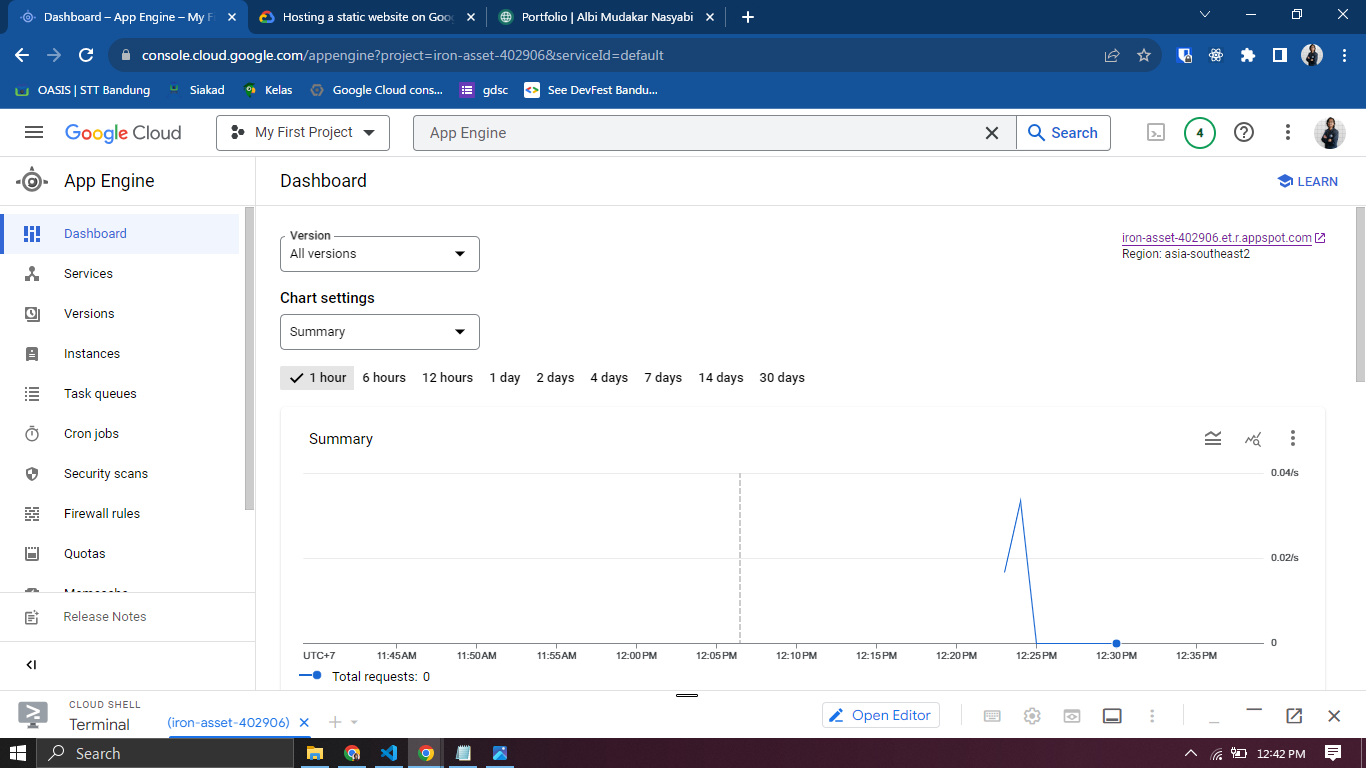 Dashboard – App Engine – My F
Hosting a static website on Goo
Portfolio | Albi Mudakar Nasyabi
console.cloud.google.com/appengine?project=iron-asset-402906&serviceId=default
OASIS | STT Bandung
Siakad
Kelas
Google Cloud cons...
gdsc
See DevFest Bandu...
Google Cloud
My First Project
App Engine
Search
4
App Engine
Dashboard
LEARN
Dashboard
Services
Versions
Instances
Task queues
Cron jobs
Security scans
Firewall rules
Quotas
Memcache
Release Notes
Version
All versions
iron-asset-402906.et.r.appspot.com
Region: asia-southeast2
Chart settings
Summary
1 hour 6 hours 12 hours 1 day 2 days 4 days 7 days 14 days 30 days
Summary
0.04/s
0.02/s
0
UTC+7 11:45 AM 11:50 AM 11:55 AM 12:00 PM 12:05 PM 12:10 PM 12:15 PM 12:20 PM 12:25 PM 12:30 PM 12:35 PM
Total requests: 0
CLOUD SHELL
Terminal
(iron-asset-402906)
Open Editor
Search
12:42 PM